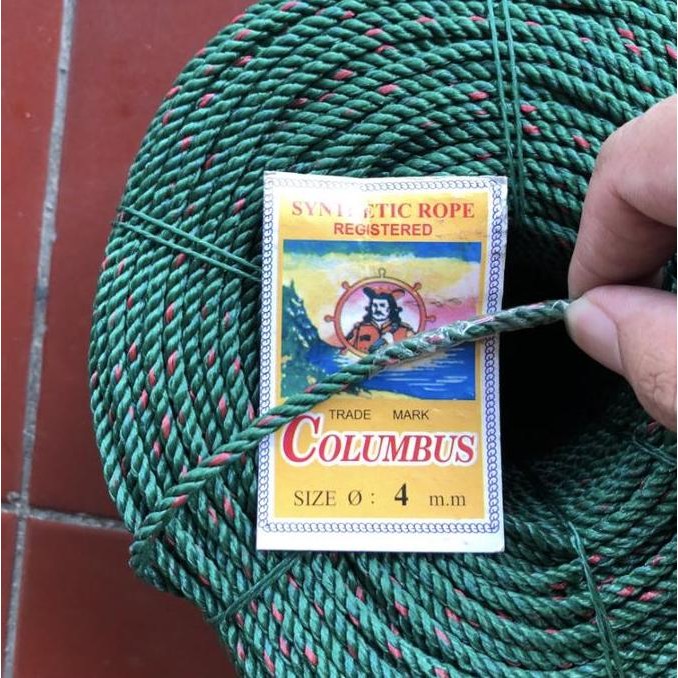 SYNTHETIC ROPE
REGISTERED
TRADE MARK
COLUMBUS
SIZE Ø : 4 m.m